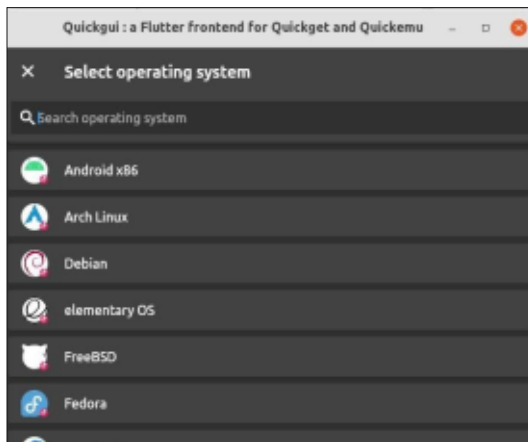 Quickgui : a Flutter frontend for Quickget and Quickemu
Select operating system
Search operating system
Android x86
Arch Linux
Debian
elementary OS
FreeBSD
Fedora